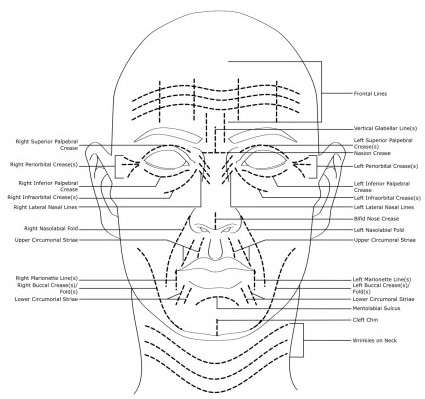 Frontal Lines
Vertical Glabellar Line(s)
Right Superior Palpebral
Crease
Left Superior Palpebral
Crease(s)
Nasion Crease
Right Periorbital Crease(s)
Left Periorbital Crease(s)
Right Inferior Palpebral
Crease
Left Inferior Palpebral
Crease
Right Infraorbital Crease(s)
Left Infraorbital Crease(s)
Right Lateral Nasal Lines
Left Lateral Nasal Lines
Bifid Nose Crease
Right Nasolabial Fold
Left Nasolabial Fold
Upper Circumoral Striae
Upper Circumoral Striae
Right Marionette Line(s)
Left Marionette Line(s)
Right Buccal Crease(s)/
Fold(s)
Left Buccal Crease(s)/
Fold(s)
Lower Circumoral Striae
Lower Circumoral Striae
Mentolabial Sulcus
Cleft Chin
Wrinkles on Neck